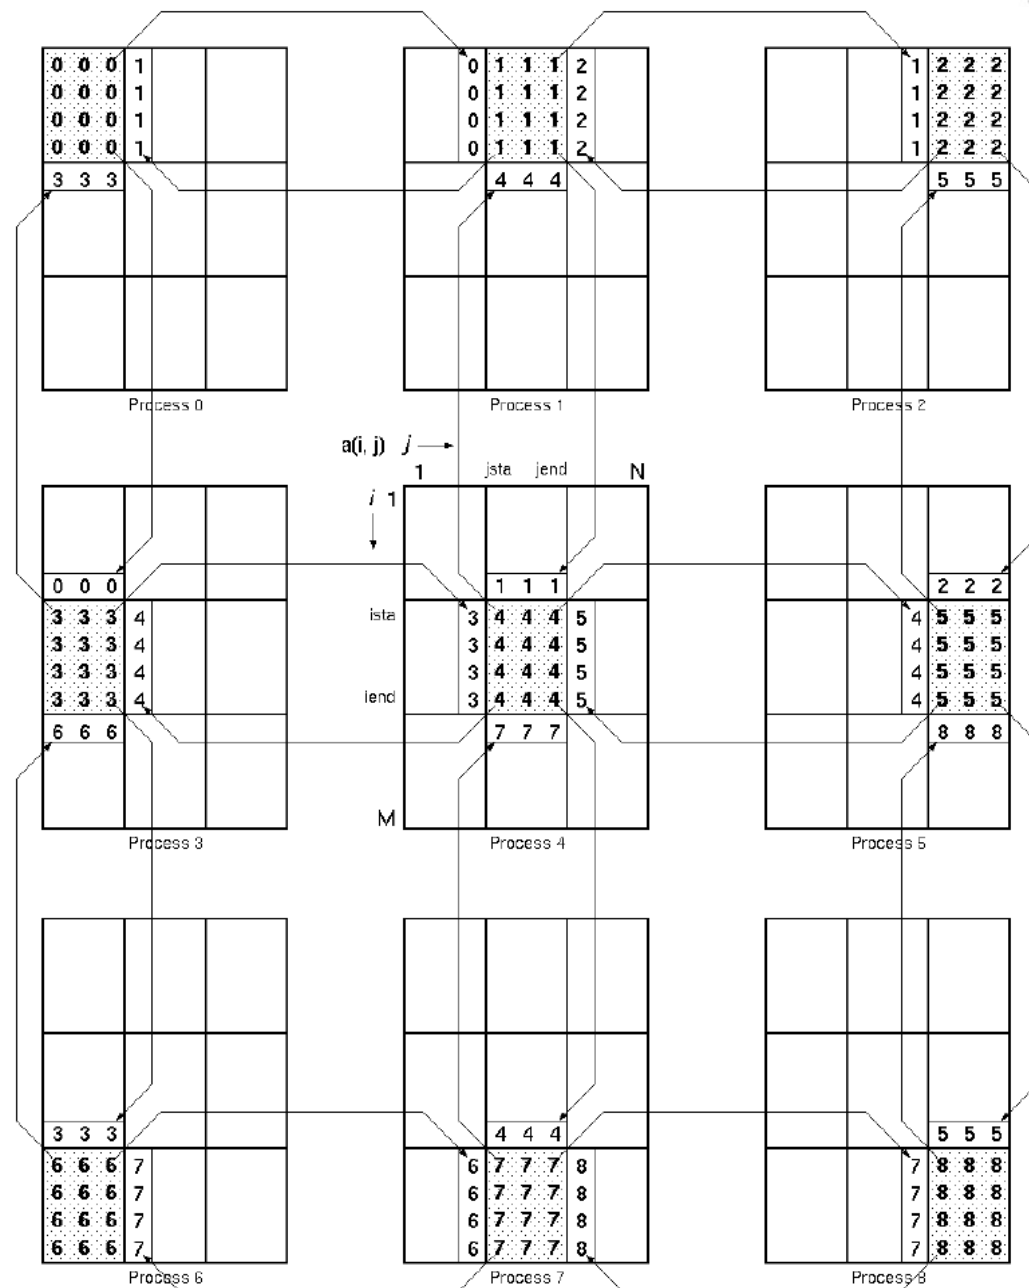 0 0 0 1 0 1 1 1 2 1 2 2 2
0 0 0 1 0 1 1 1 2 1 2 2 2
0 0 0 1 0 1 1 1 2 1 2 2 2
0 0 0 1 0 1 1 1 2 1 2 2 2
3 3 3 4 4 4 5 5 5
Process 0 Process 1 Process 2
a(i, j) j
1 jsta jend N
i 1
0 0 0 1 1 1 2 2 2
3 3 3 4 ista 3 4 4 4 5 4 5 5 5
3 3 3 4 3 4 4 4 5 4 5 5 5
3 3 3 4 3 4 4 4 5 4 5 5 5
3 3 3 4 iend 3 4 4 4 5 4 5 5 5
6 6 6 7 7 7 8 8 8
M
Process 3 Process 4 Process 5
3 3 3 4 4 4 5 5 5
6 6 6 7 6 7 7 7 8 7 8 8 8
6 6 6 7 6 7 7 7 8 7 8 8 8
6 6 6 7 6 7 7 7 8 7 8 8 8
6 6 6 7 6 7 7 7 8 7 8 8 8
Process 6 Process 7 Process 8